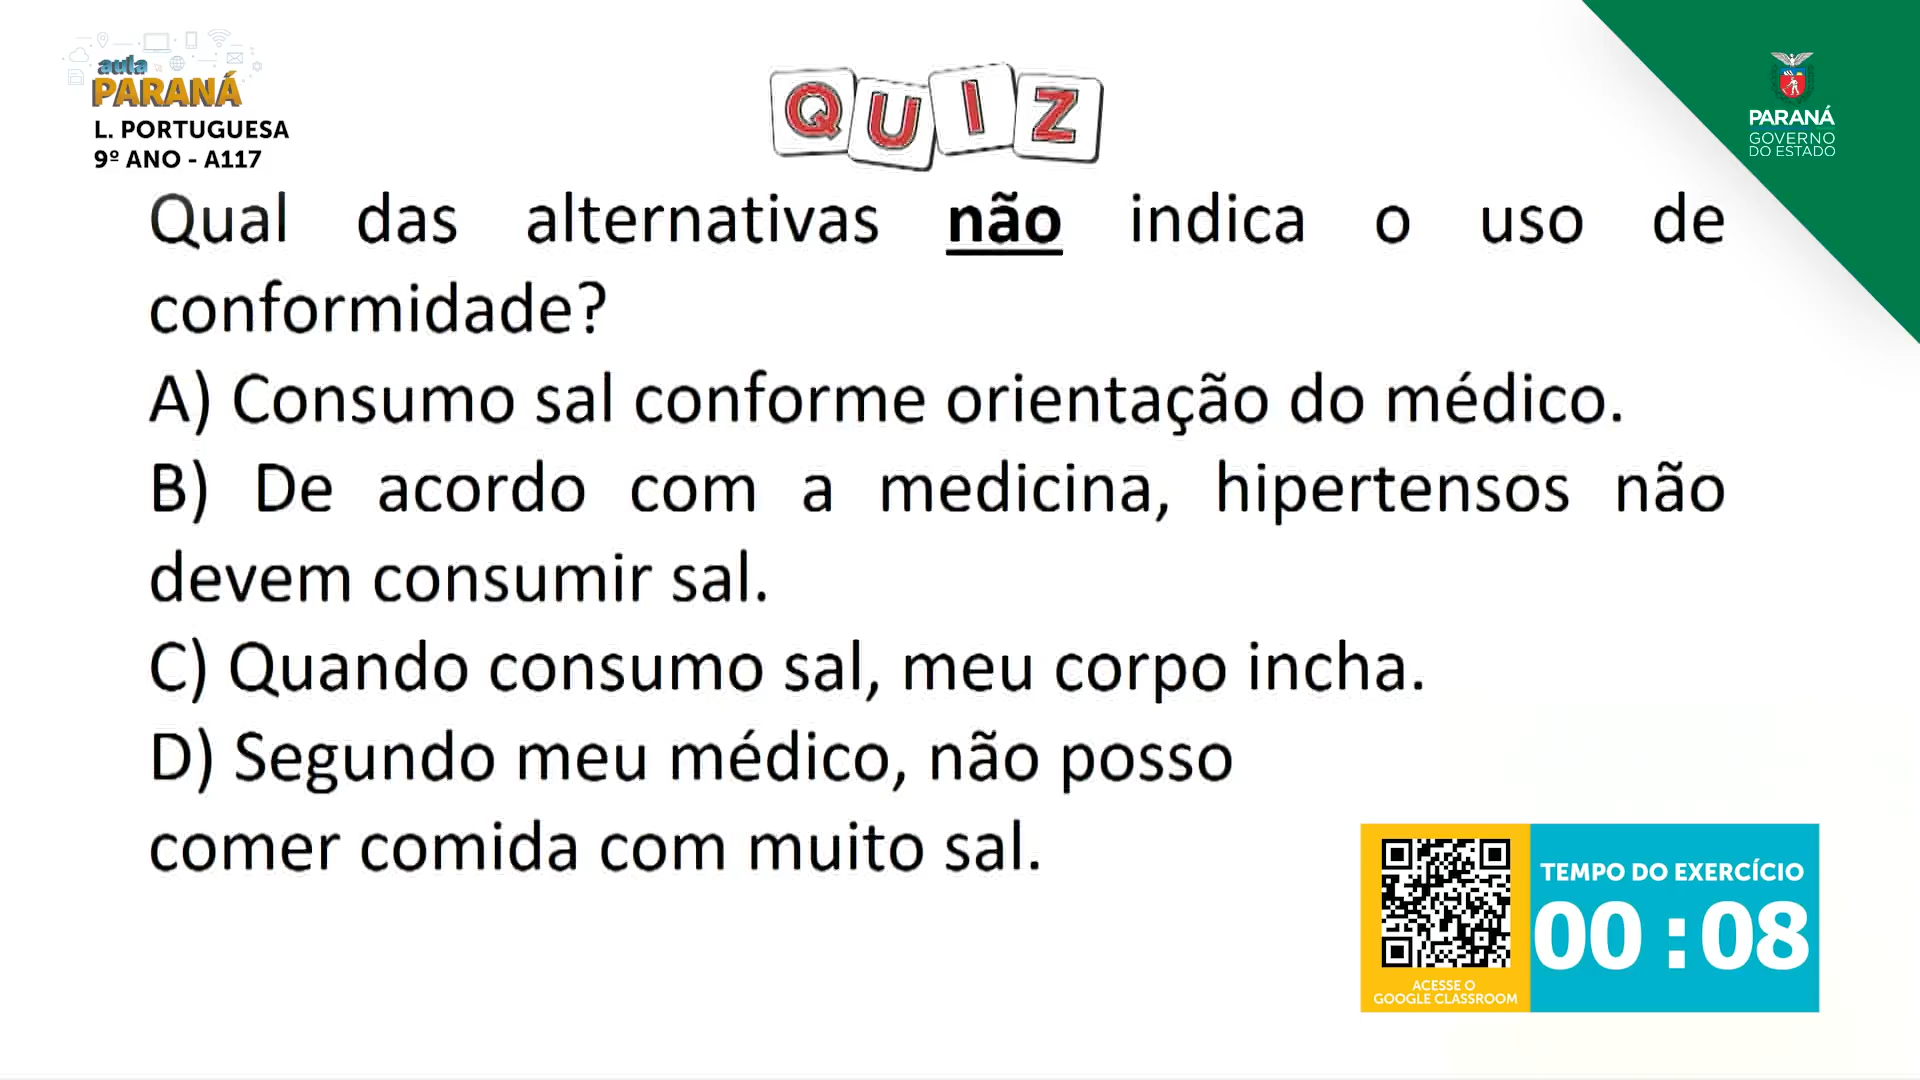 aula
PARANÁ
L. PORTUGUESA
9º ANO - A117
QUIZ
PARANÁ
GOVERNO
DO ESTADO
Qual das alternativas não indica o uso de
conformidade?
A) Consumo sal conforme orientação do médico.
B) De acordo com a medicina, hipertensos não
devem consumir sal.
C) Quando consumo sal, meu corpo incha.
D) Segundo meu médico, não posso
comer comida com muito sal.
TEMPO DO EXERCÍCIO
00:08
ACESSE O
GOOGLE CLASSROOM